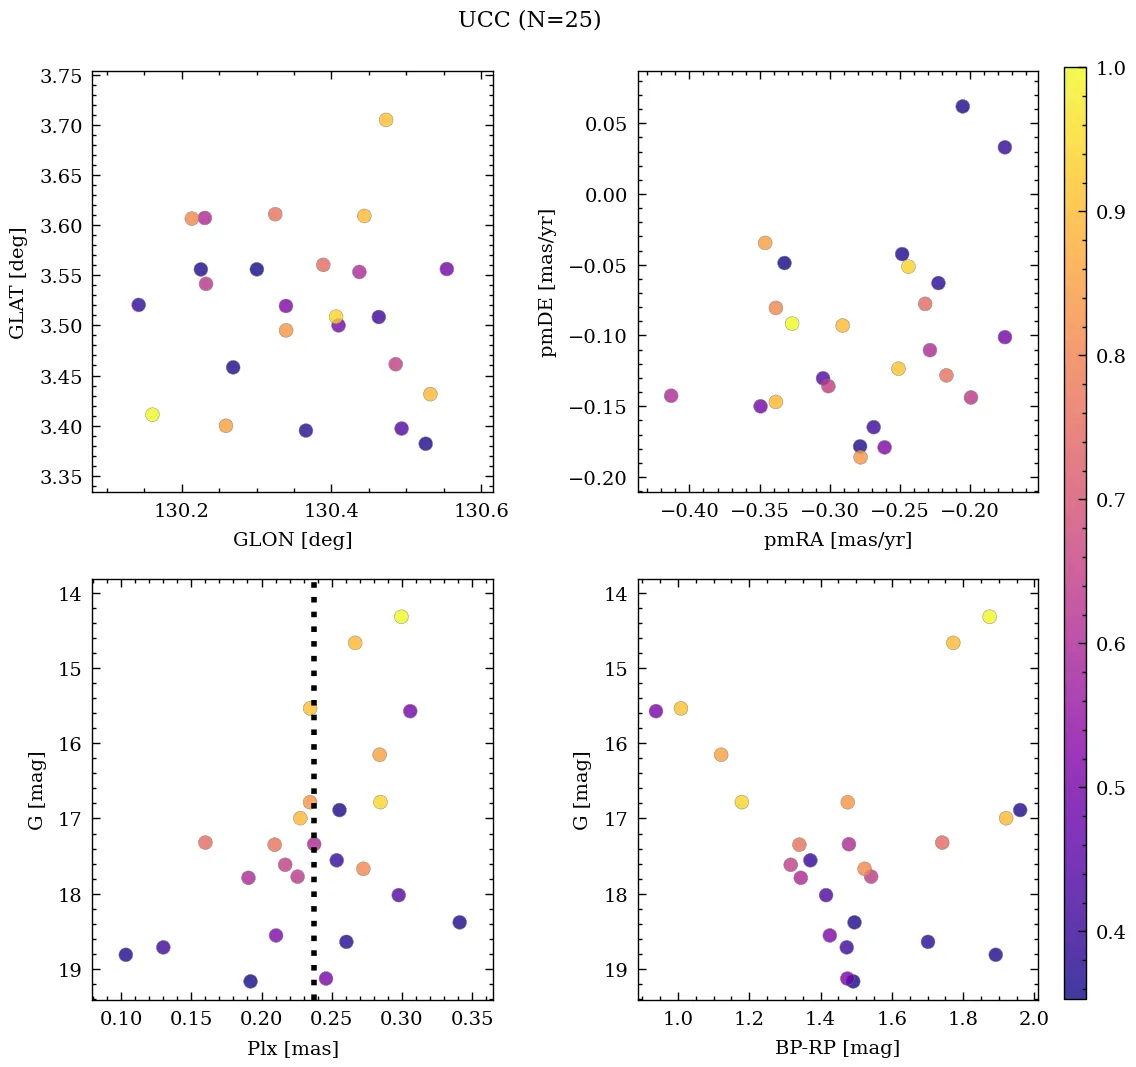 UCC (N=25)
3.75
3.70
3.65
3.60
3.55
3.50
3.45
3.40
3.35
GLAT [deg]
130.2 130.4 130.6
GLON [deg]
0.05
0.00
−0.05
−0.10
−0.15
−0.20
pmDE [mas/yr]
−0.40 −0.35 −0.30 −0.25 −0.20
pmRA [mas/yr]
14
15
16
17
18
19
G [mag]
0.10 0.15 0.20 0.25 0.30 0.35
Plx [mas]
14
15
16
17
18
19
G [mag]
1.0 1.2 1.4 1.6 1.8 2.0
BP-RP [mag]
1.0
0.9
0.8
0.7
0.6
0.5
0.4